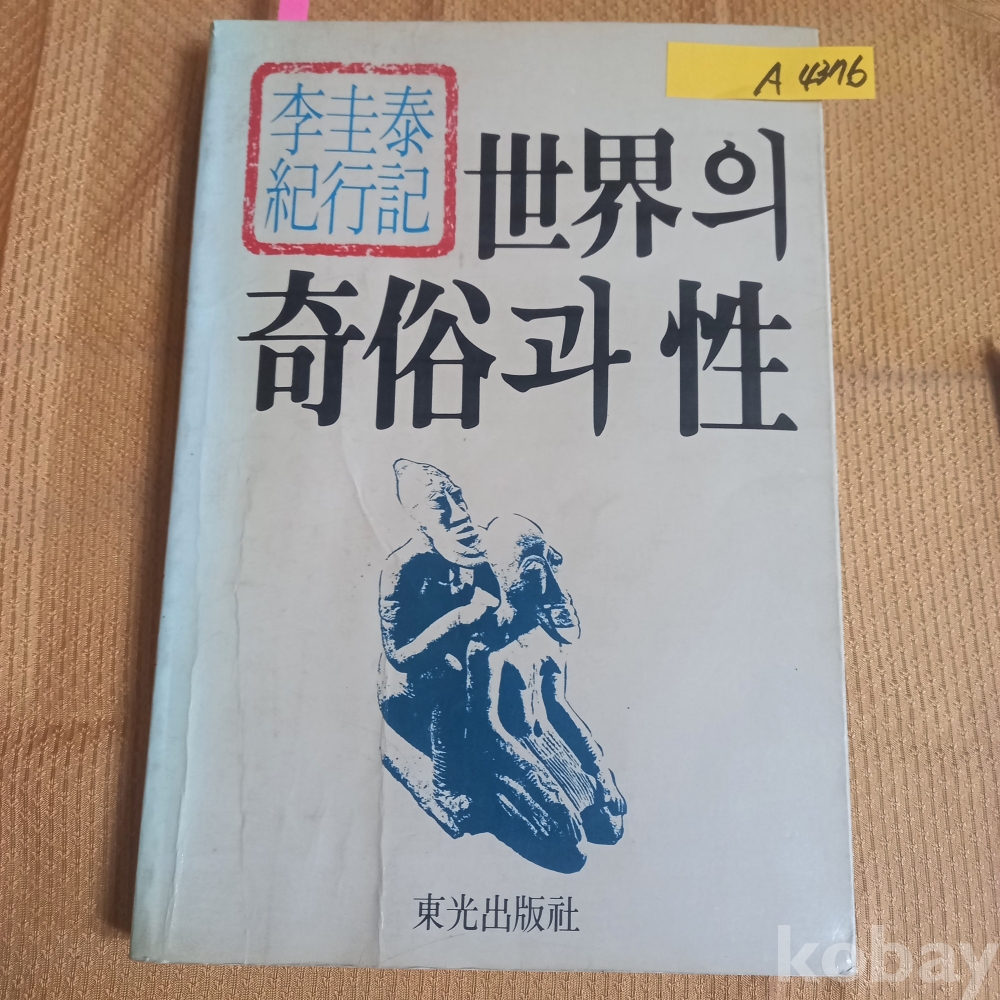 李圭泰
紀行記
世界의
奇俗과 性
東光出版社
A 4376
kobay